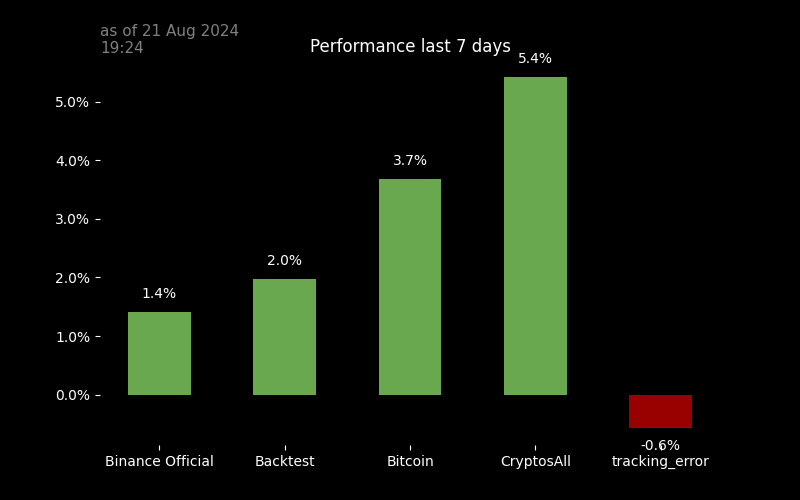 as of 21 Aug 2024
19:24
Performance last 7 days
5.4%
5.0%
4.0%
3.7%
3.0%
2.0%
2.0%
1.4%
1.0%
0.0%
-0.6%
Binance Official
Backtest
Bitcoin
CryptosAll
tracking_error